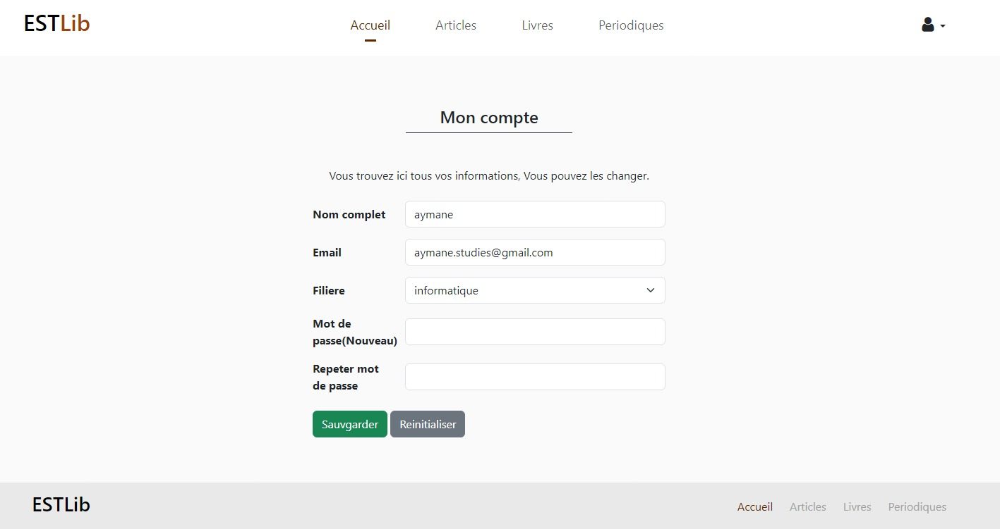 ESTLib
Accueil
Articles
Livres
Periodiques
Mon compte
Vous trouvez ici tous vos informations, Vous pouvez les changer.
Nom complet
aymane
Email
aymane.studies@gmail.com
Filiere
informatique
Mot de
passe(Nouveau)
Repeter mot
de passe
Sauvgarder
Reinitialiser
ESTLib
Accueil
Articles
Livres
Periodiques